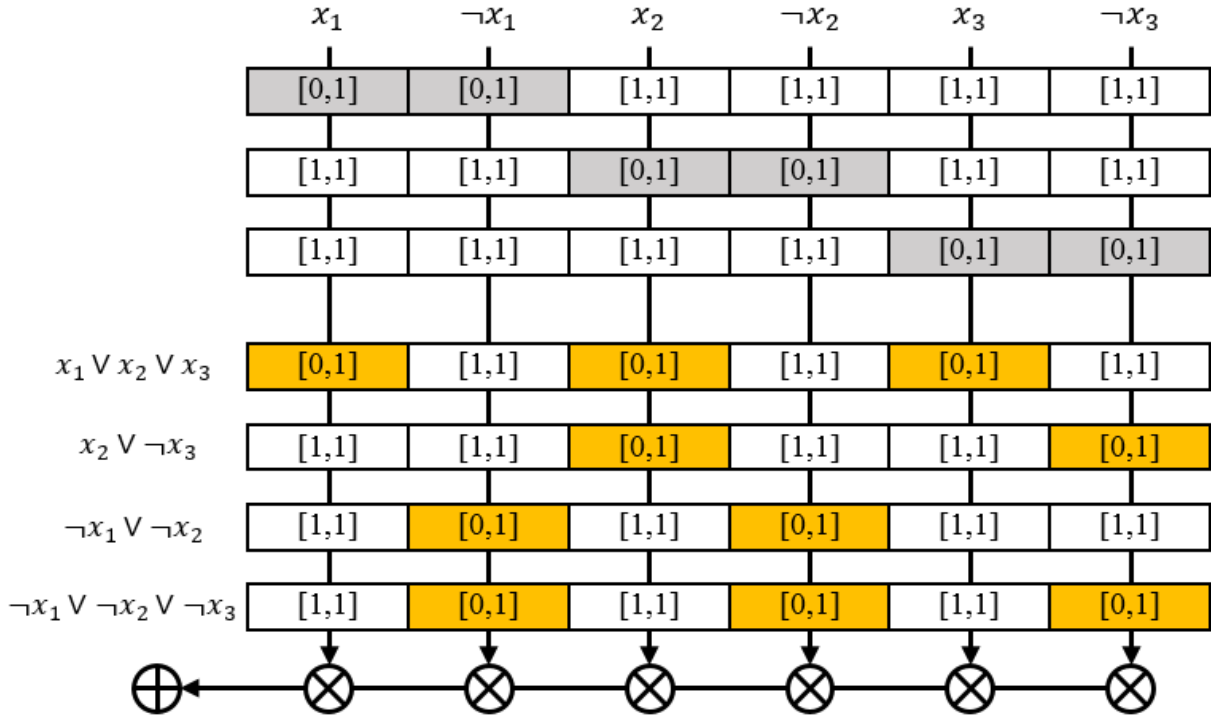 x₁ ¬x₁ x₂ ¬x₂ x₃ ¬x₃
[0,1] [0,1] [1,1] [1,1] [1,1] [1,1]
[1,1] [1,1] [0,1] [0,1] [1,1] [1,1]
[1,1] [1,1] [1,1] [1,1] [0,1] [0,1]
x₁ ∨ x₂ ∨ x₃ [0,1] [1,1] [0,1] [1,1] [0,1] [1,1]
x₂ ∨ ¬x₃ [1,1] [1,1] [0,1] [1,1] [1,1] [0,1]
¬x₁ ∨ ¬x₂ [1,1] [0,1] [1,1] [0,1] [1,1] [1,1]
¬x₁ ∨ ¬x₂ ∨ ¬x₃ [1,1] [0,1] [1,1] [0,1] [1,1] [0,1]